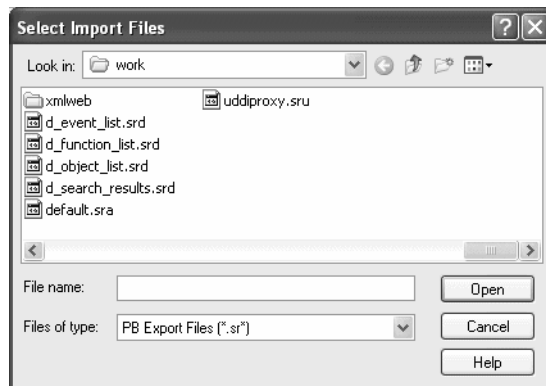 Select Import Files
Look in: work
xmlweb
d_event_list.srd
d_function_list.srd
d_object_list.srd
d_search_results.srd
default.sra
uddiproxy.sru
File name:
Open
Files of type: PB Export Files (*.sr*)
Cancel
Help